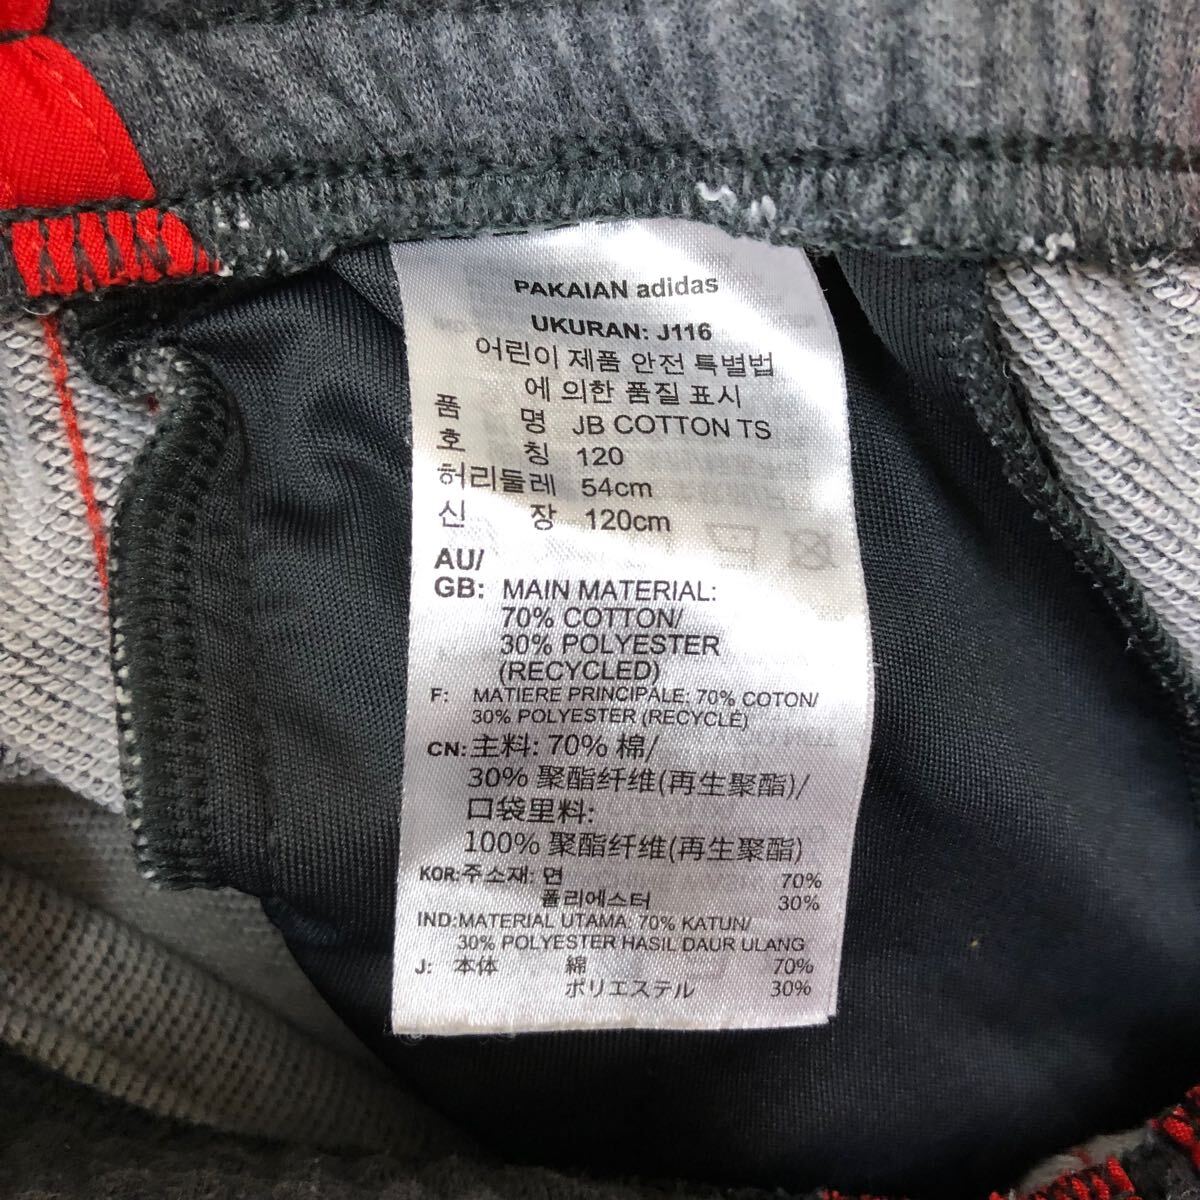 PAKAIAN adidas
UKURAN: J116
어린이 제품 안전 특별법
에 의한 품질 표시
품 명 JB COTTON TS
호 칭 120
허리둘레 54cm
신 장 120cm
AU/
GB: MAIN MATERIAL:
70% COTTON/
30% POLYESTER
(RECYCLED)
F: MATIERE PRINCIPALE: 70% COTON/
30% POLYESTER (RECYCLE)
CN: 主料: 70% 棉/
30% 聚酯纤维(再生聚酯)/
口袋里料:
100% 聚酯纤维(再生聚酯)
KOR: 주소재: 면 70%
폴리에스터 30%
IND: MATERIAL UTAMA: 70% KATUN/
30% POLYESTER HASIL DAUR ULANG
J: 本体 綿 70%
ポリエステル 30%